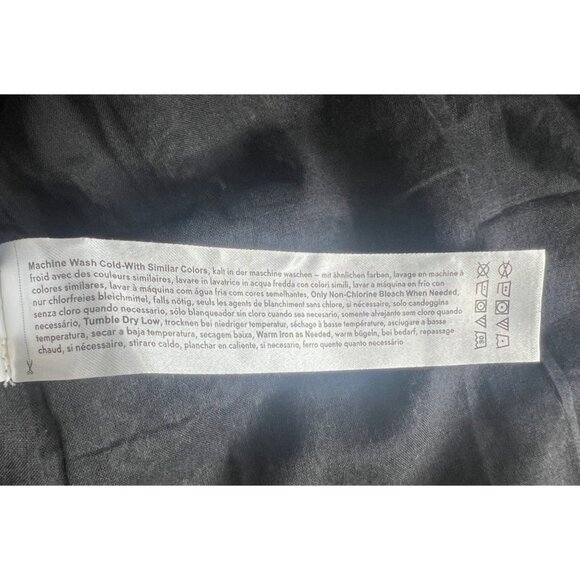 Machine Wash Cold-With Similar Colors, kalt in der maschine waschen – mit ähnlichen farben, lavage en machine à
froid avec des couleurs similaires, lavare in lavatrice in acqua fredda con colori simili, lavar a máquina en frío con
colores similares, lavar à máquina com água fria com cores semelhantes, Only Non-Chlorine Bleach When Needed,
nur chlorfreies bleichmittel, falls nötig, seuls les agents de blanchiment sans chlore, si nécessaire, solo candoggina
senza cloro quando necessario, sólo blanqueador sin cloro cuando sea necesario, somente alvejante sem cloro quando
necessário, Tumble Dry Low, trocknen bei niedriger temperatur, séchage à basse température, asciugare a bassa
temperatura, secar a baja temperatura, secagem baixa, Warm Iron as Needed, warm bügeln, bei bedarf, repassage
chaud, si nécessaire, stiraro caldo, planchar en caliente, si necesario, ferro quente quanto necessário